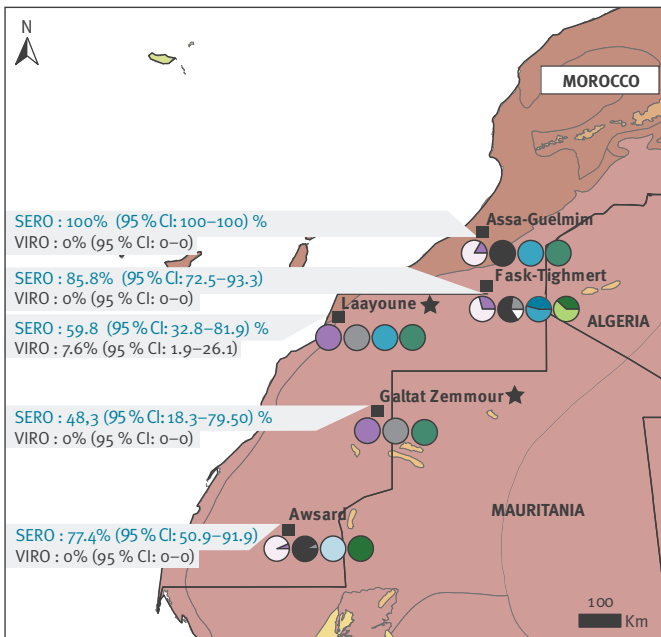 N
MOROCCO
Assa-Guelmim
SERO : 100% (95 % CI: 100–100) %
VIRO : 0% (95 % CI: 0–0)
Fask-Tighmert
SERO : 85.8% (95 % CI: 72.5–93.3)
VIRO : 0% (95 % CI: 0–0)
Laayoune
ALGERIA
SERO : 59.8 (95 % CI: 32.8–81.9) %
VIRO : 7.6% (95 % CI: 1.9–26.1)
Galtat Zemmour
SERO : 48,3 (95 % CI: 18.3–79.50) %
VIRO : 0% (95 % CI: 0–0)
MAURITANIA
Awsard
SERO : 77.4% (95 % CI: 50.9–91.9)
VIRO : 0% (95 % CI: 0–0)
100
Km